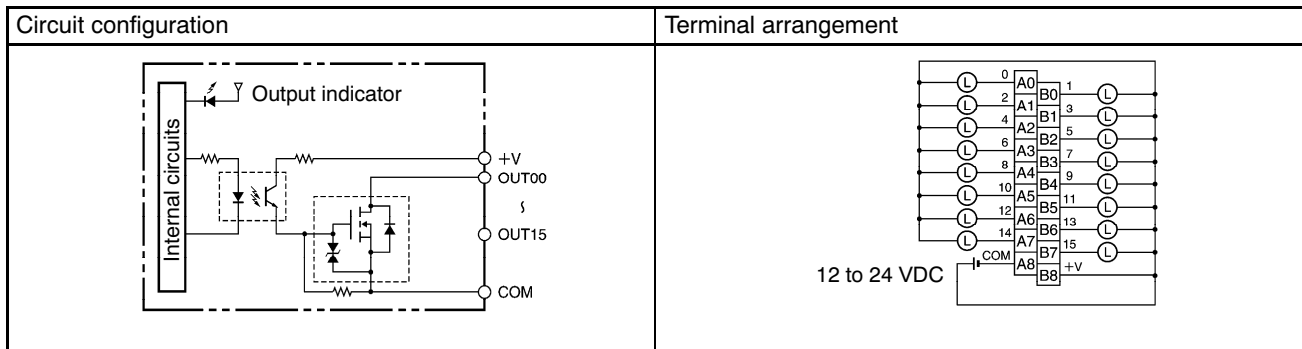 Circuit configuration
Terminal arrangement
Output indicator
Internal circuits
+V
OUT00
OUT15
COM
0 A0
B0 1
2 A1
B1 3
4 A2
B2 5
6 A3
B3 7
8 A4
B4 9
10 A5
B5 11
12 A6
B6 13
14 A7
B7 15
COM A8
B8 +V
L L
L L
L L
L L
L L
L L
L L
L L
12 to 24 VDC